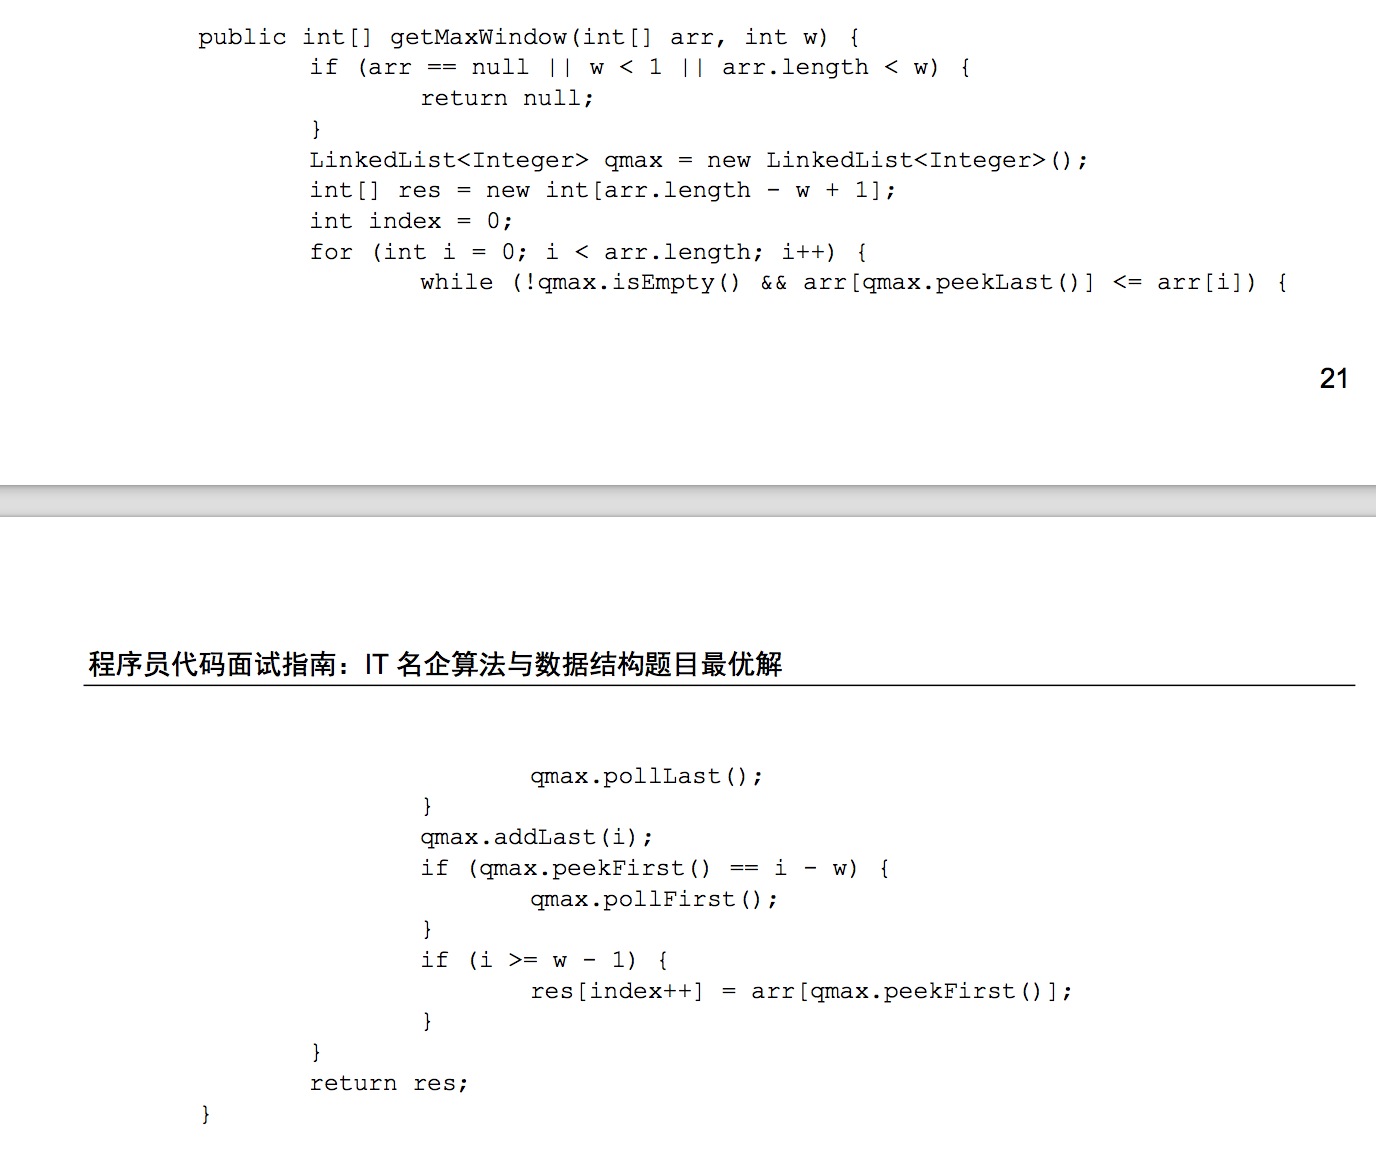 public int[] getMaxWindow(int[] arr, int w) {
if (arr == null || w < 1 || arr.length < w) {
return null;
}
LinkedList<Integer> qmax = new LinkedList<Integer>();
int[] res = new int[arr.length - w + 1];
int index = 0;
for (int i = 0; i < arr.length; i++) {
while (!qmax.isEmpty() && arr[qmax.peekLast()] <= arr[i]) {
21
程序员代码面试指南：IT 名企算法与数据结构题目最优解
qmax.pollLast();
}
qmax.addLast(i);
if (qmax.peekFirst() == i - w) {
qmax.pollFirst();
}
if (i >= w - 1) {
res[index++] = arr[qmax.peekFirst()];
}
}
return res;
}